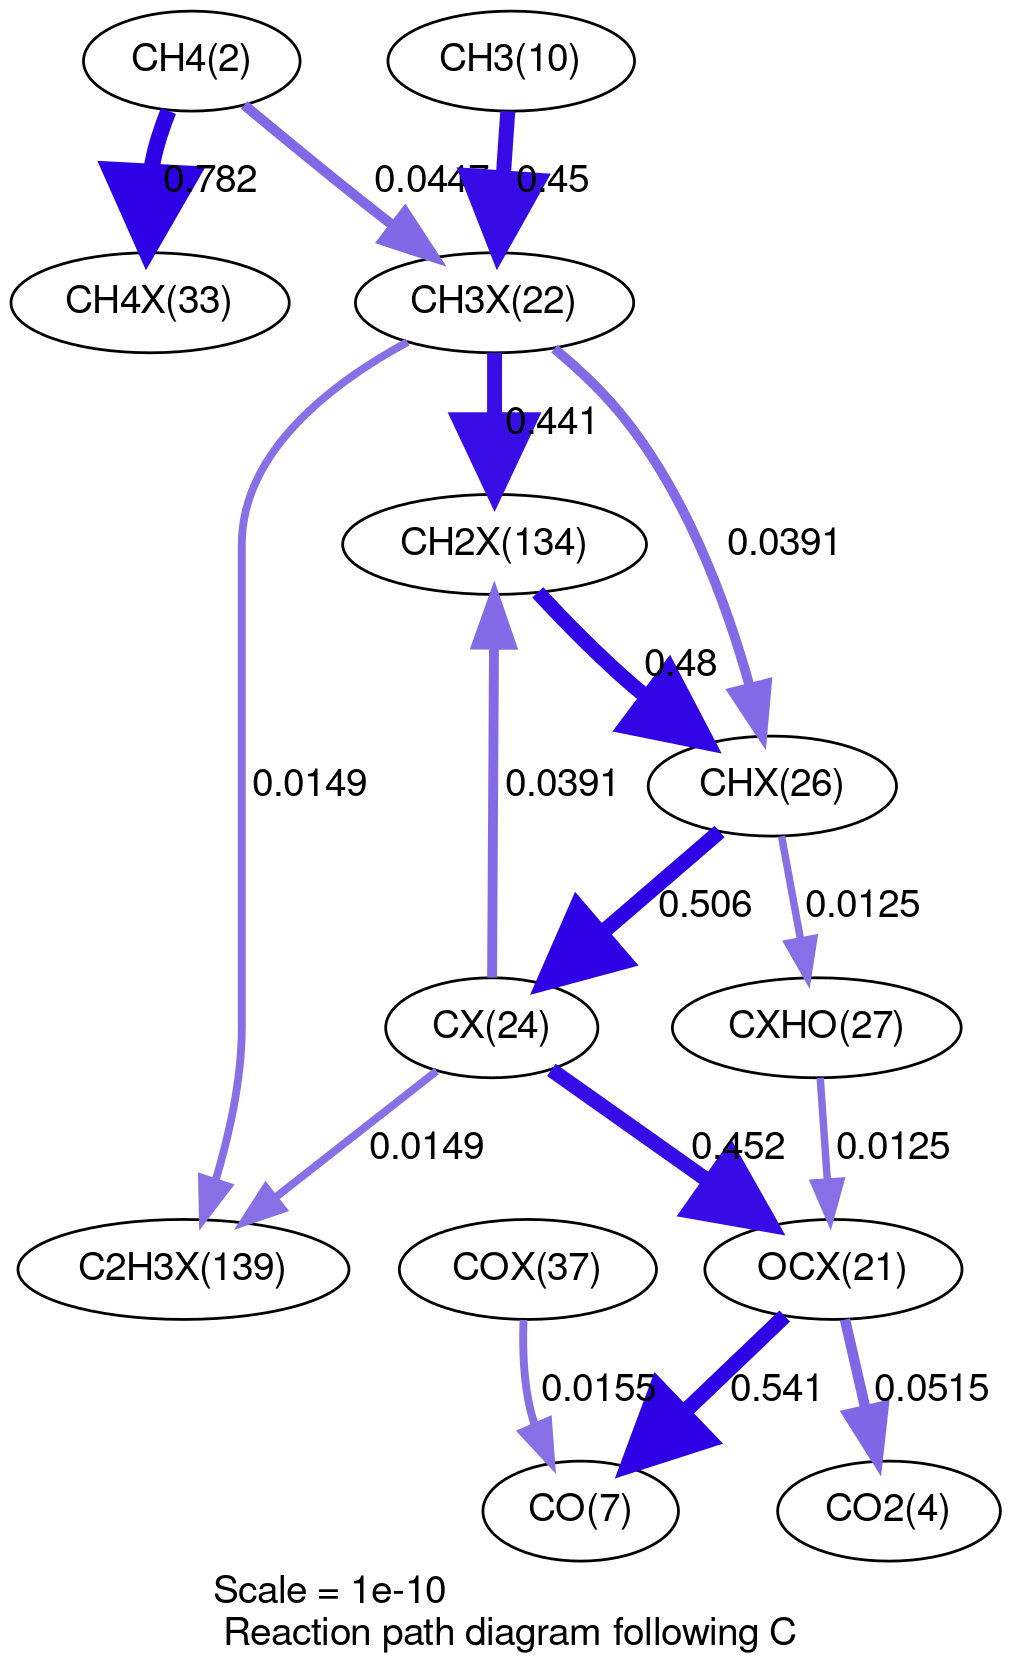 CH4(2)
CH3(10)
0.782
0.0447
0.45
CH4X(33)
CH3X(22)
0.441
CH2X(134)
0.0391
0.48
0.0149
0.0391
CHX(26)
0.506
0.0125
CX(24)
CXHO(27)
0.0149
0.452
0.0125
C2H3X(139)
COX(37)
OCX(21)
0.0155
0.541
0.0515
CO(7)
CO2(4)
Scale = 1e-10
Reaction path diagram following C